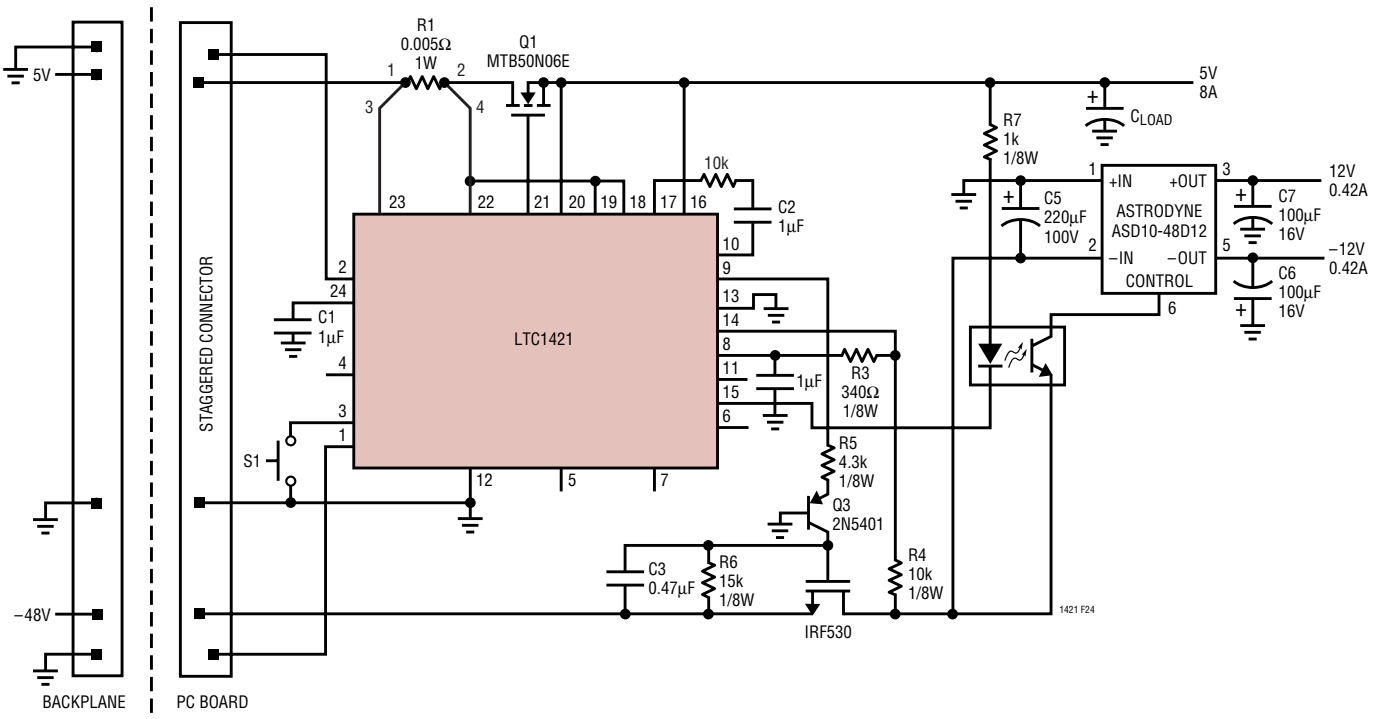 R1
0.005Ω
1W
Q1
MTB50N06E
1
2
3
4
5V
5V
8A
+
CLOAD
R7
1k
1/8W
10k
C2
1µF
23
22
21
20
19
18
17
16
10
9
13
14
8
11
15
6
2
24
4
3
1
12
5
7
LTC1421
C1
1µF
S1
STAGGERED CONNECTOR
1µF
R3
340Ω
1/8W
R5
4.3k
1/8W
Q3
2N5401
C3
0.47µF
R6
15k
1/8W
R4
10k
1/8W
IRF530
+
C5
220µF
100V
1
+IN
+OUT
3
ASTRODYNE
ASD10-48D12
2
–IN
–OUT
5
CONTROL
6
12V
0.42A
+
C7
100µF
16V
–12V
0.42A
C6
100µF
16V
+
–48V
1421 F24
BACKPLANE
PC BOARD